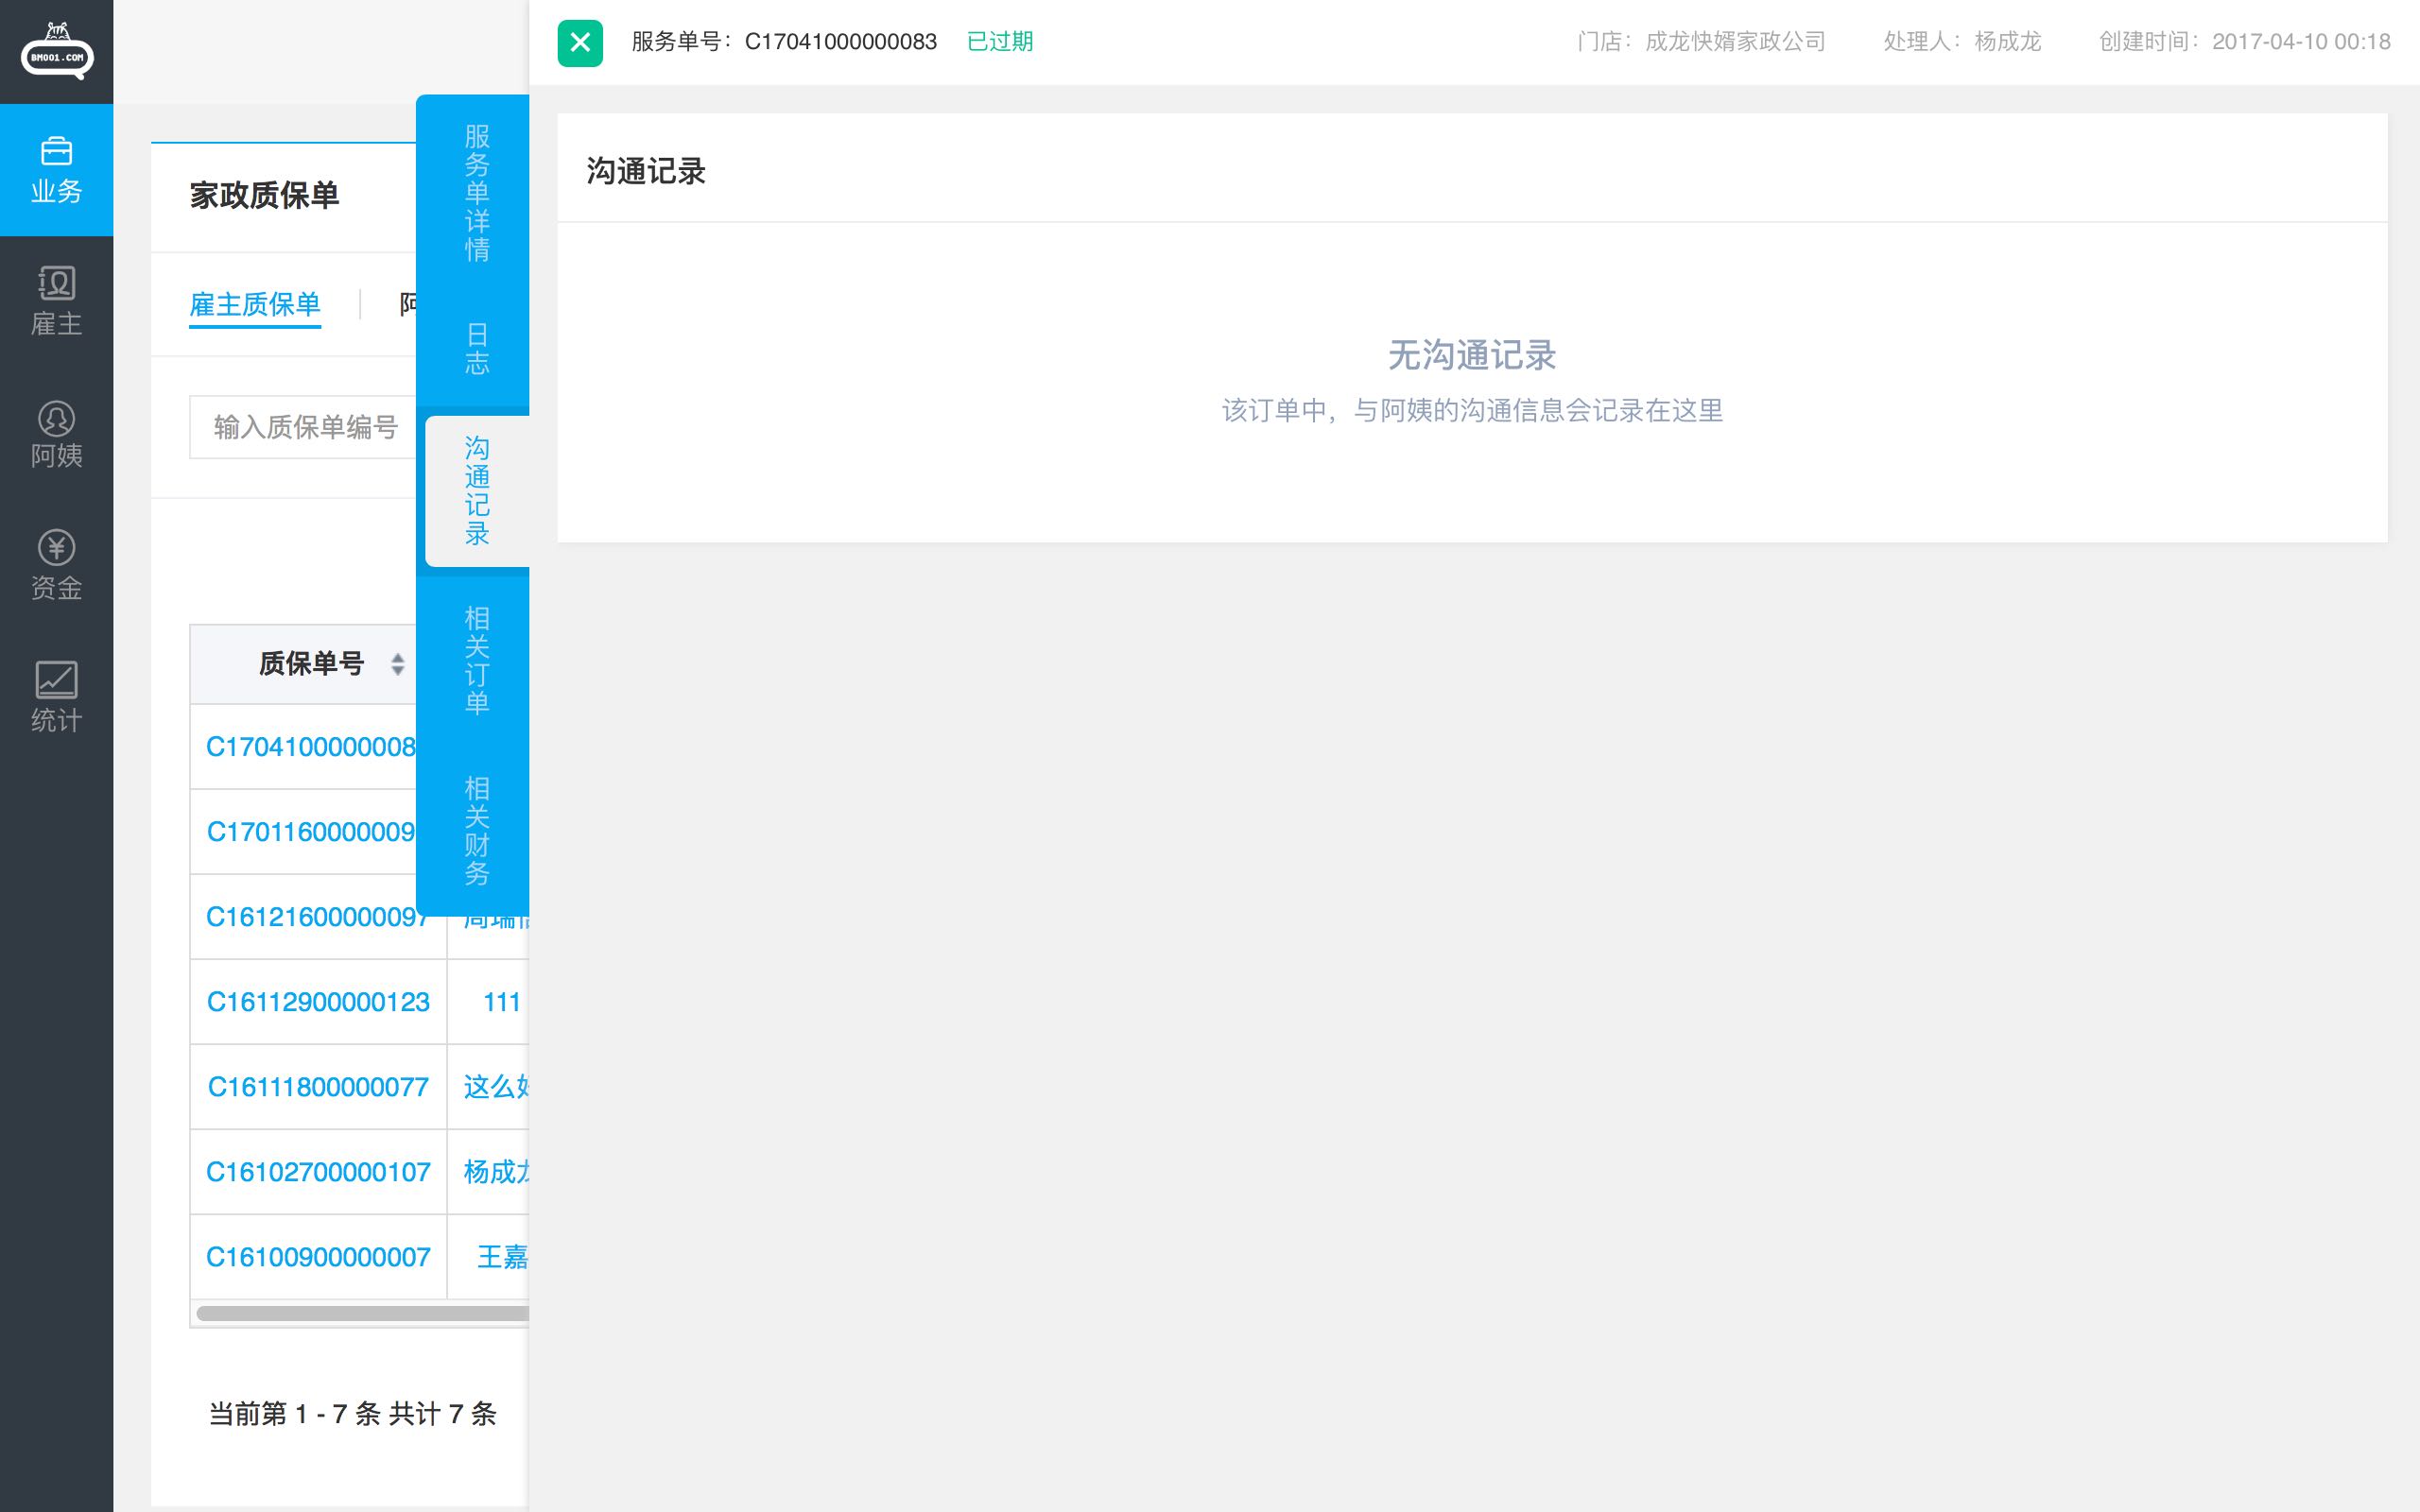 BM001.COM
业务
雇主
阿姨
资金
统计
家政质保单
雇主质保单
输入质保单编号
质保单号
C1704100000008
C1701160000009
C16121600000097
C16112900000123
111
C16111800000077
这么
C16102700000107
杨成
C16100900000007
王嘉
当前第 1 - 7 条 共计 7 条
服务单详情
日志
沟通记录
相关订单
相关财务
服务单号：C17041000000083
已过期
门店：成龙快婿家政公司
处理人：杨成龙
创建时间：2017-04-10 00:18
沟通记录
无沟通记录
该订单中，与阿姨的沟通信息会记录在这里